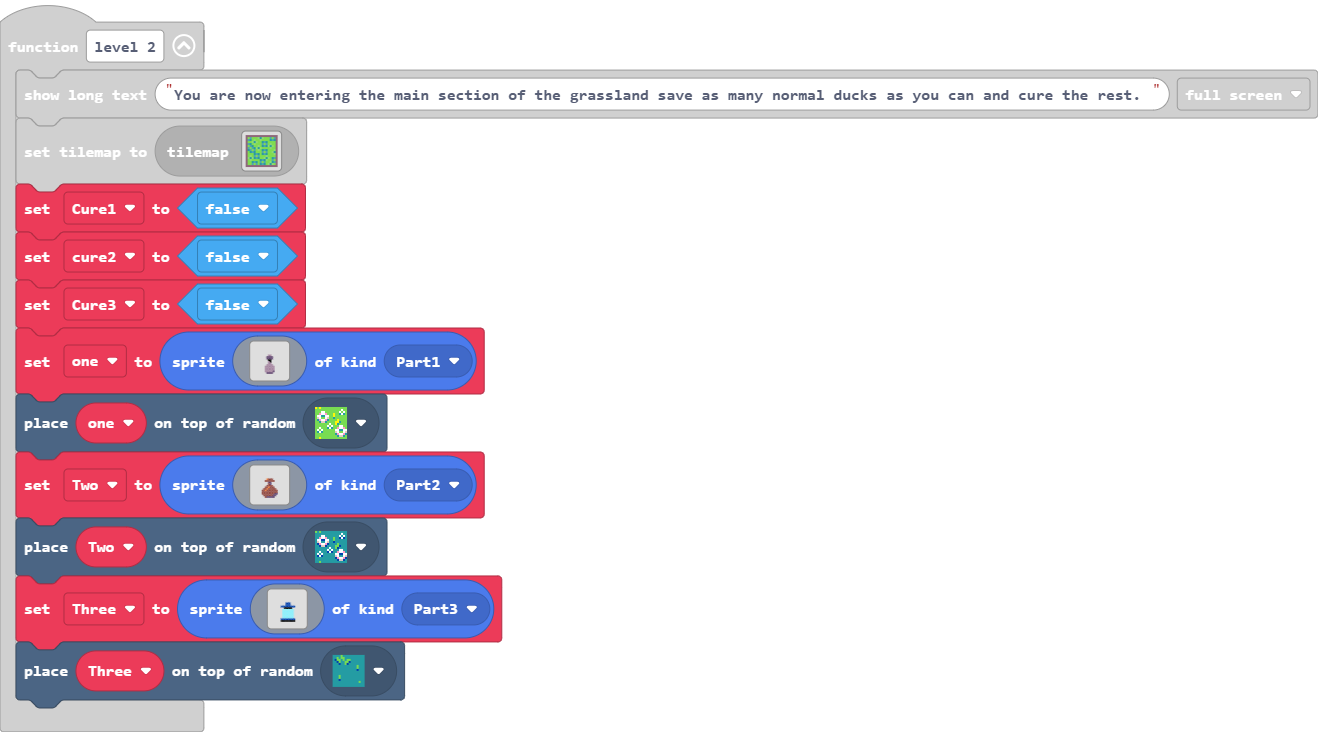 function level 2
show long text "You are now entering the main section of the grassland save as many normal ducks as you can and cure the rest. " full screen
set tilemap to tilemap
set Cure1 to false
set cure2 to false
set Cure3 to false
set one to sprite of kind Part1
place one on top of random
set Two to sprite of kind Part2
place Two on top of random
set Three to sprite of kind Part3
place Three on top of random